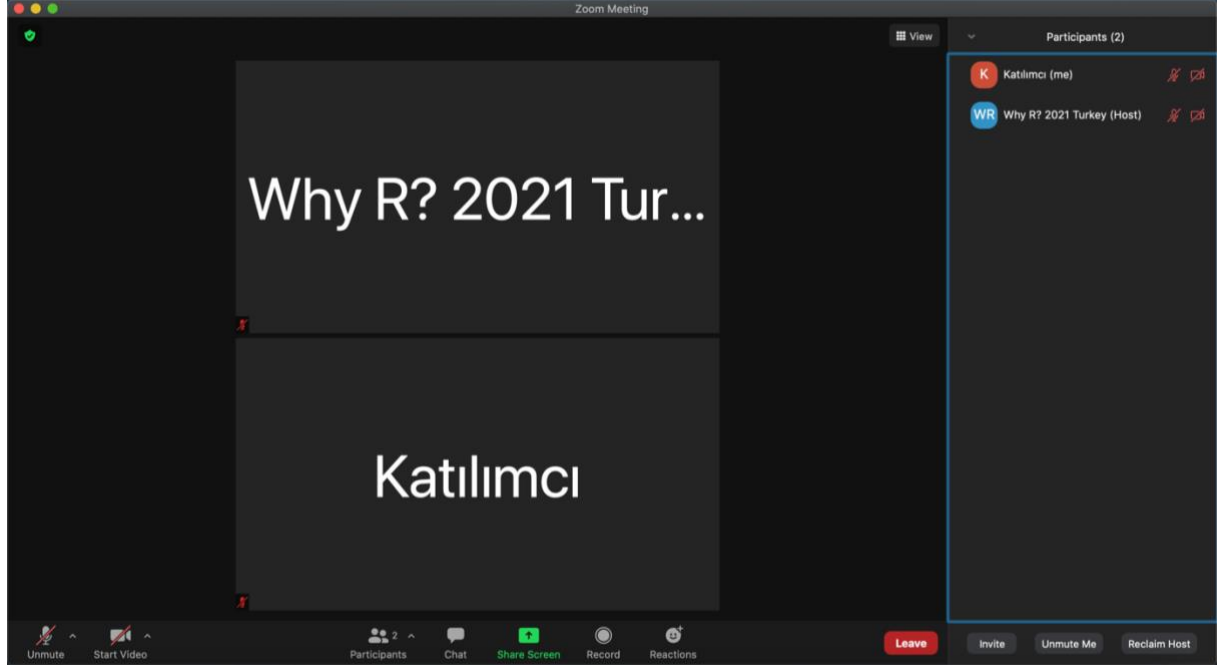 Zoom Meeting
View
Participants (2)
K Katılımcı (me)
WR Why R? 2021 Turkey (Host)
Why R? 2021 Tur...
Katılımcı
Unmute
Start Video
2
Participants
Chat
Share Screen
Record
Reactions
Leave
Invite
Unmute Me
Reclaim Host